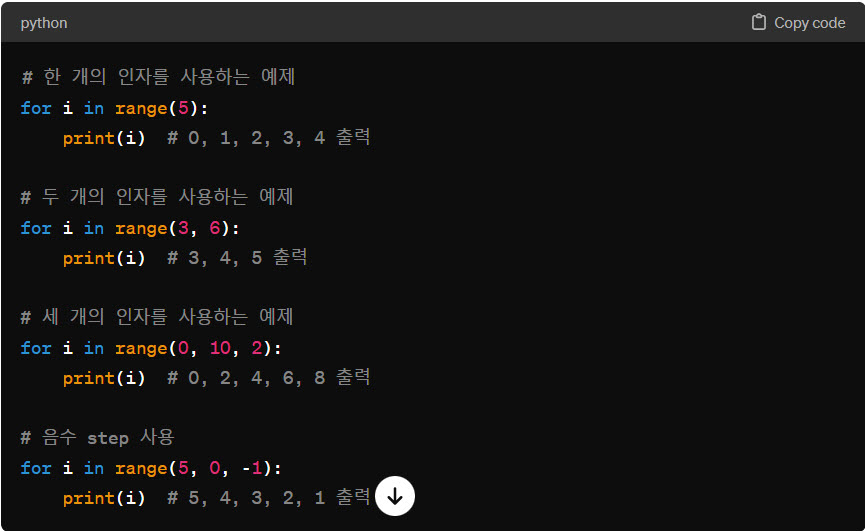 python
Copy code
# 한 개의 인자를 사용하는 예제
for i in range(5):
    print(i)  # 0, 1, 2, 3, 4 출력
# 두 개의 인자를 사용하는 예제
for i in range(3, 6):
    print(i)  # 3, 4, 5 출력
# 세 개의 인자를 사용하는 예제
for i in range(0, 10, 2):
    print(i)  # 0, 2, 4, 6, 8 출력
# 음수 step 사용
for i in range(5, 0, -1):
    print(i)  # 5, 4, 3, 2, 1 출력